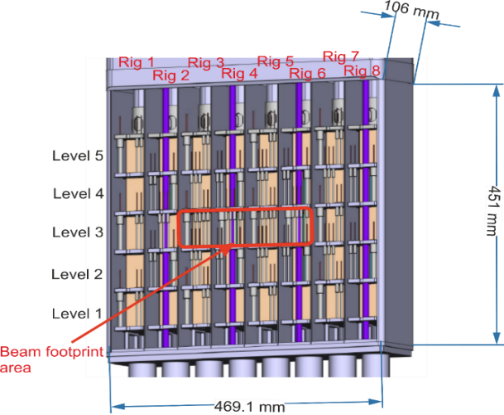 106 mm
Rig 1
Rig 2
Rig 3
Rig 4
Rig 5
Rig 6
Rig 7
Rig 8
Level 5
Level 4
Level 3
Level 2
Level 1
451 mm
Beam footprint
area
469.1 mm